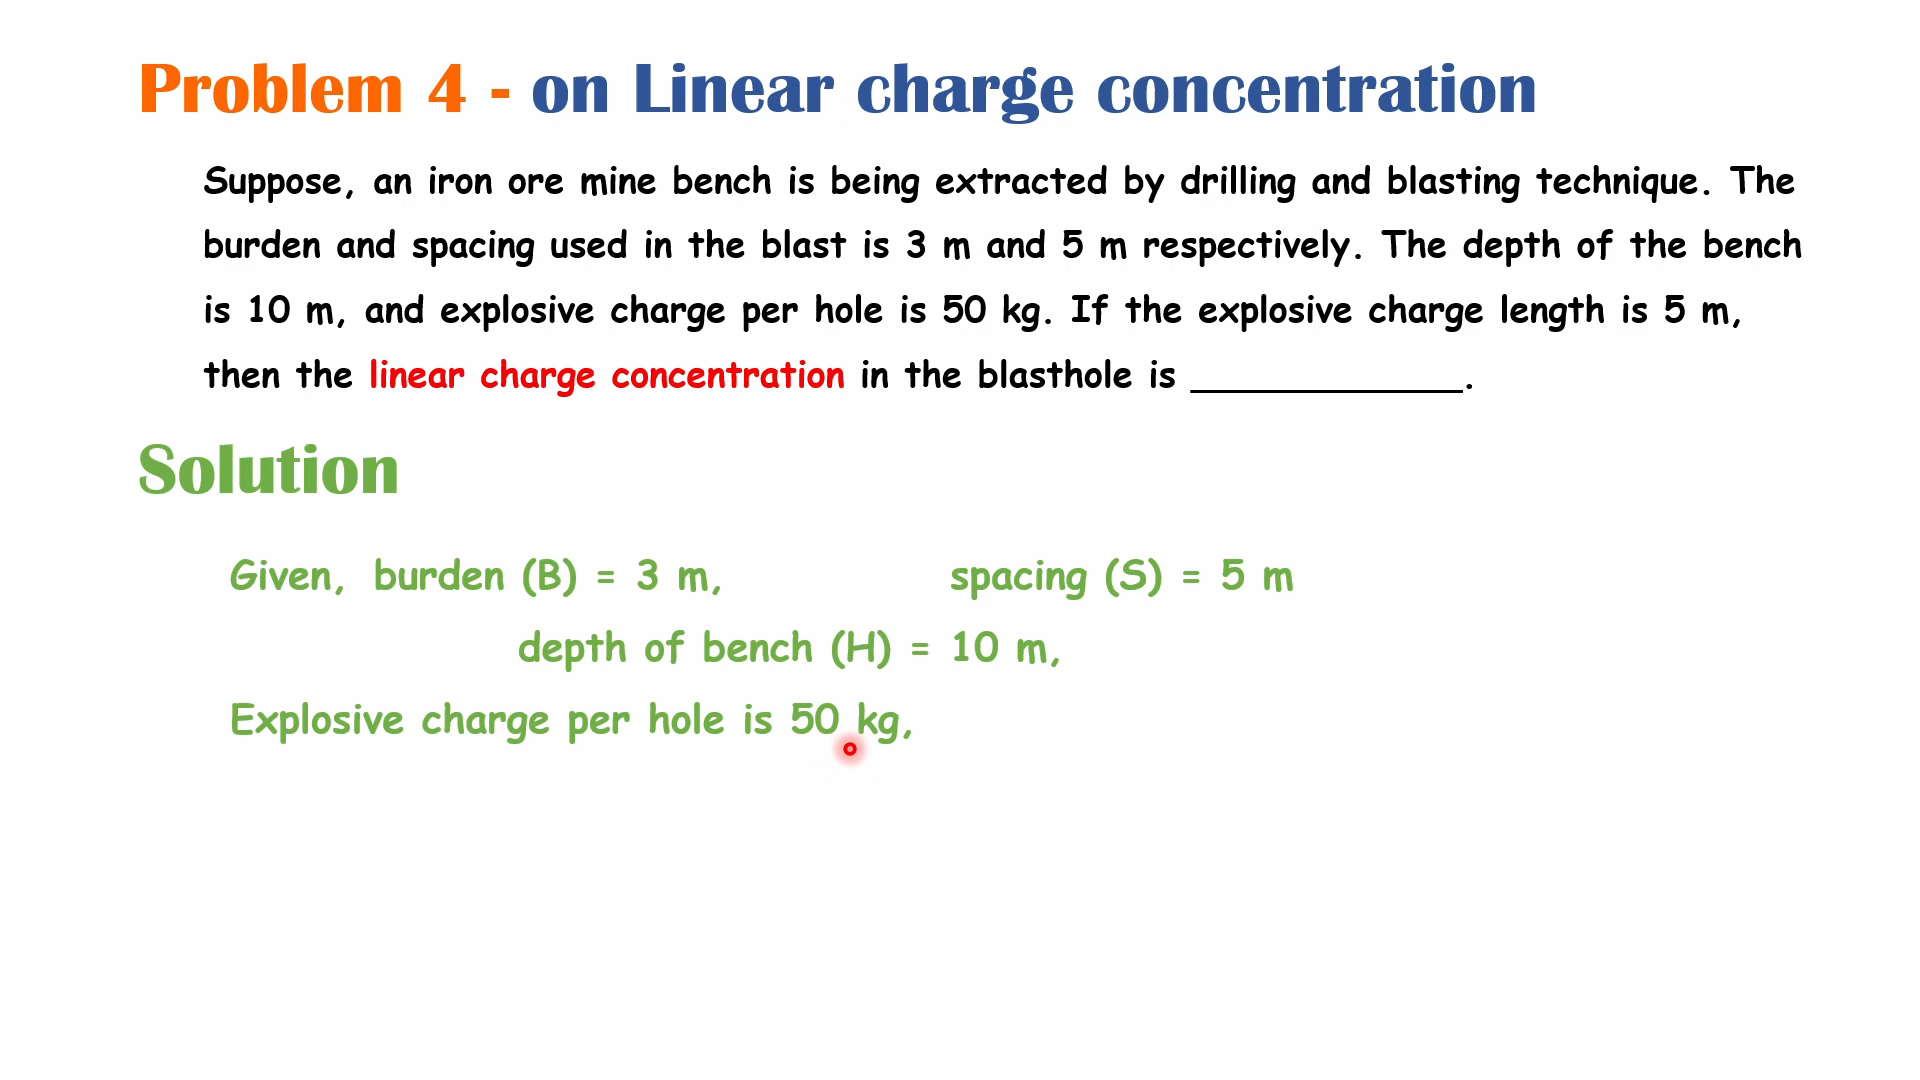 Problem 4 - on Linear charge concentration
Suppose, an iron ore mine bench is being extracted by drilling and blasting technique. The
burden and spacing used in the blast is 3 m and 5 m respectively. The depth of the bench
is 10 m, and explosive charge per hole is 50 kg. If the explosive charge length is 5 m,
then the linear charge concentration in the blasthole is _____________.
Solution
Given, burden (B) = 3 m, spacing (S) = 5 m
depth of bench (H) = 10 m,
Explosive charge per hole is 50 kg,